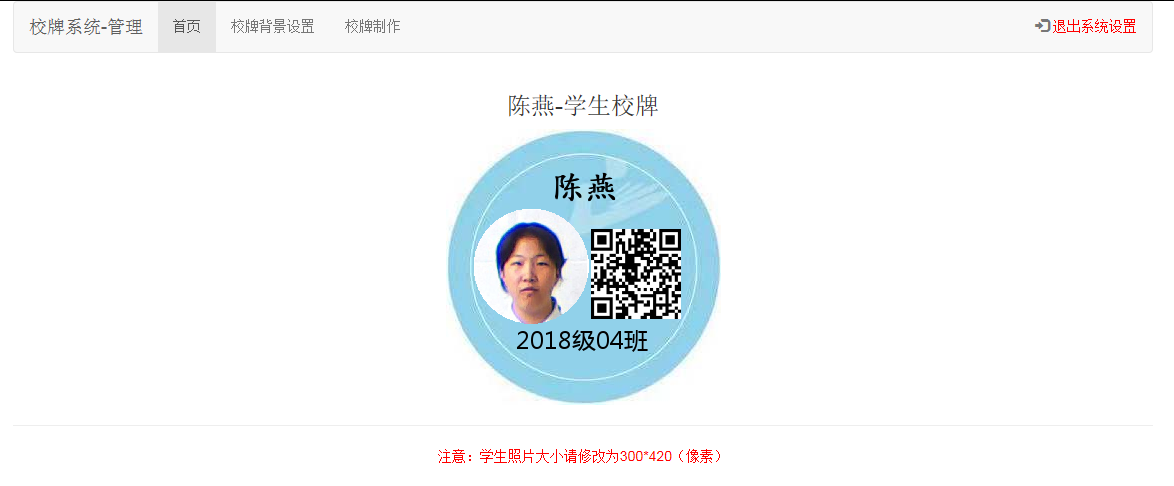 校牌系统-管理 首页 校牌背景设置 校牌制作 退出系统设置
陈燕-学生校牌
陈燕
2018级04班
注意：学生照片大小请修改为300*420（像素）